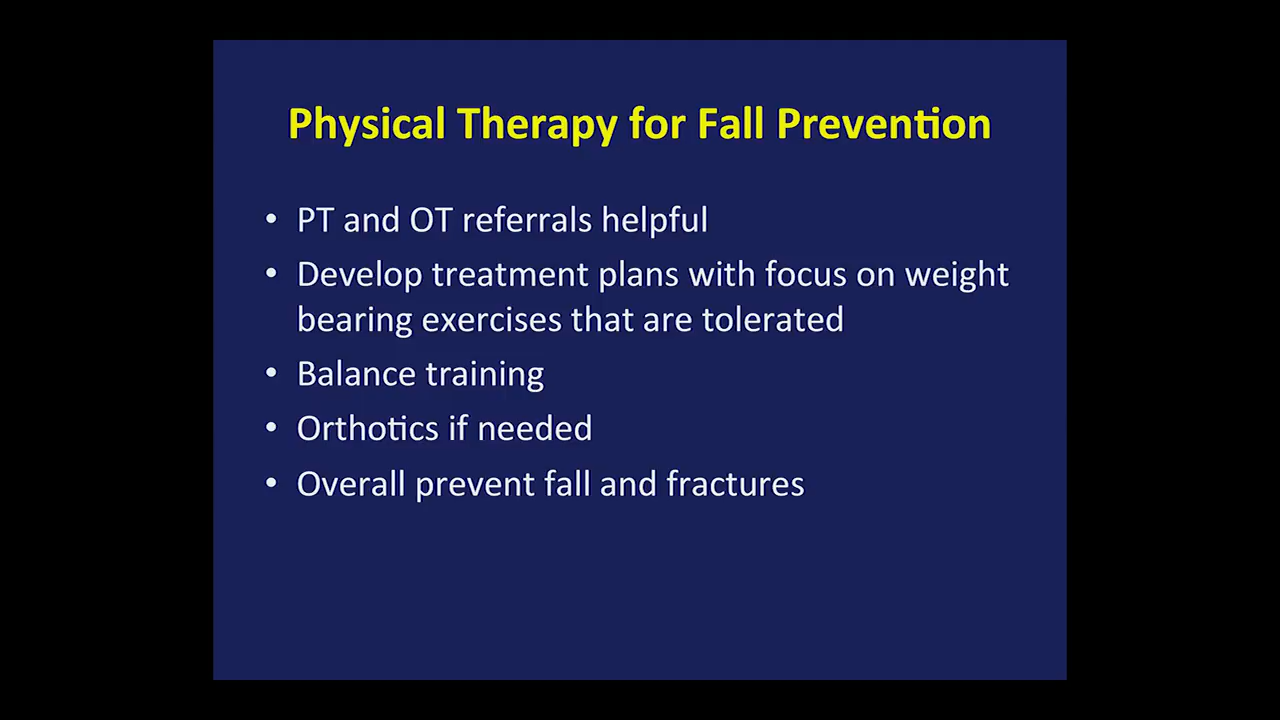 Physical Therapy for Fall Prevention
• PT and OT referrals helpful
• Develop treatment plans with focus on weight
bearing exercises that are tolerated
• Balance training
• Orthotics if needed
• Overall prevent fall and fractures